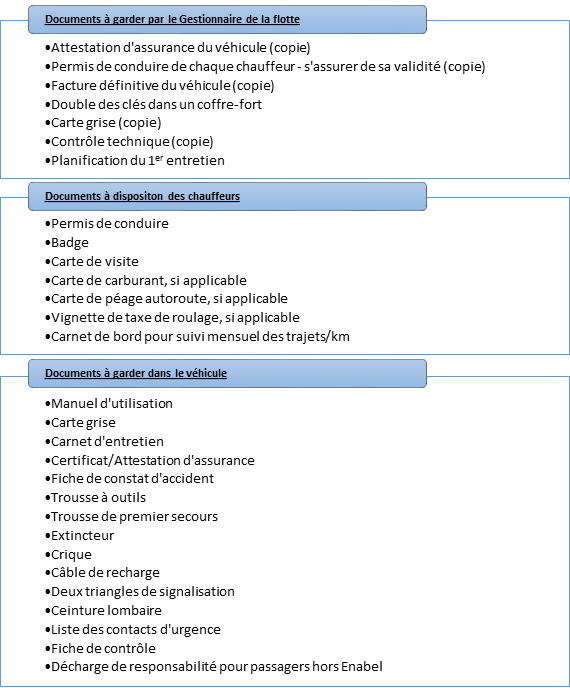 Documents à garder par le Gestionnaire de la flotte
•Attestation d'assurance du véhicule (copie)
•Permis de conduire de chaque chauffeur - s'assurer de sa validité (copie)
•Facture définitive du véhicule (copie)
•Double des clés dans un coffre-fort
•Carte grise (copie)
•Contrôle technique (copie)
•Planification du 1er entretien
Documents à dispositon des chauffeurs
•Permis de conduire
•Badge
•Carte de visite
•Carte de carburant, si applicable
•Carte de péage autoroute, si applicable
•Vignette de taxe de roulage, si applicable
•Carnet de bord pour suivi mensuel des trajets/km
Documents à garder dans le véhicule
•Manuel d'utilisation
•Carte grise
•Carnet d'entretien
•Certificat/Attestation d'assurance
•Fiche de constat d'accident
•Trousse à outils
•Trousse de premier secours
•Extincteur
•Crique
•Câble de recharge
•Deux triangles de signalisation
•Ceinture lombaire
•Liste des contacts d'urgence
•Fiche de contrôle
•Décharge de responsabilité pour passagers hors Enabel